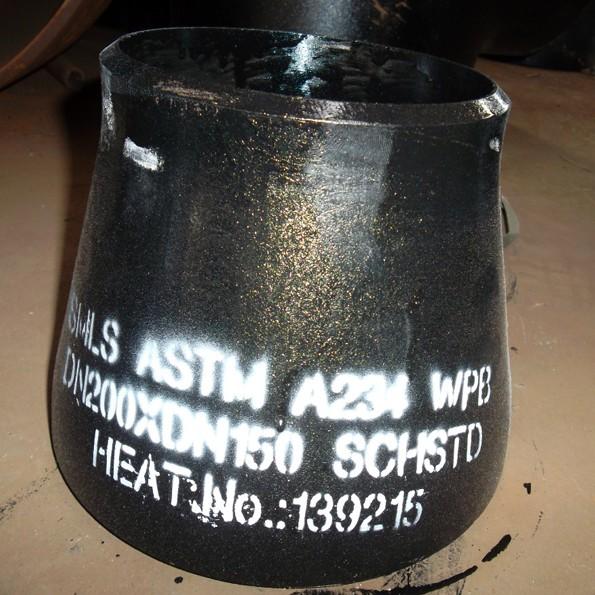 SMLS ASTM A234 WPB
DN200XDN150 SCHSTD
HEAT.No.:139215